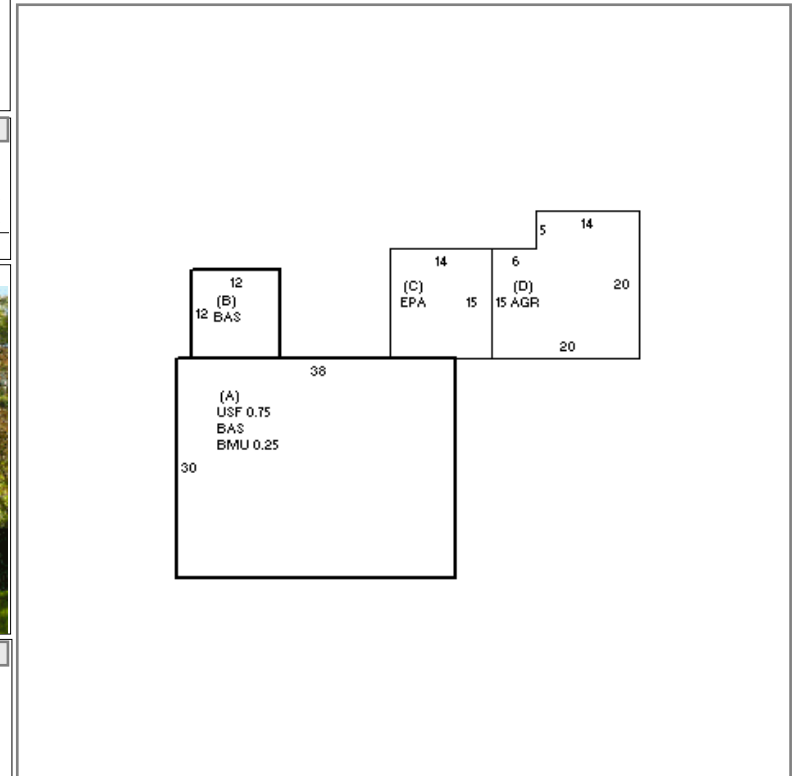 14
5
14
6
12
(B)
12 BAS
(C)
EPA
15
15 AGR
(D)
20
20
38
(A)
USF 0.75
BAS
BMU 0.25
30